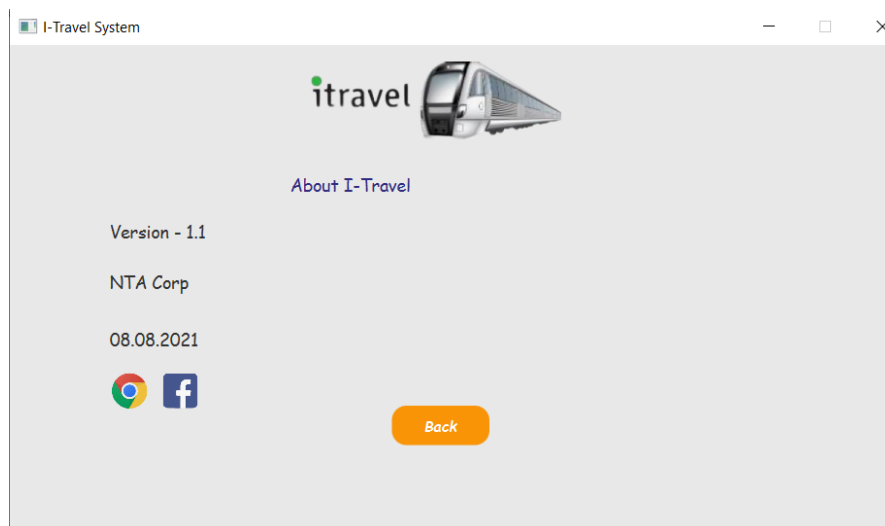 I-Travel System
itravel
About I-Travel
Version - 1.1
NTA Corp
08.08.2021
Back